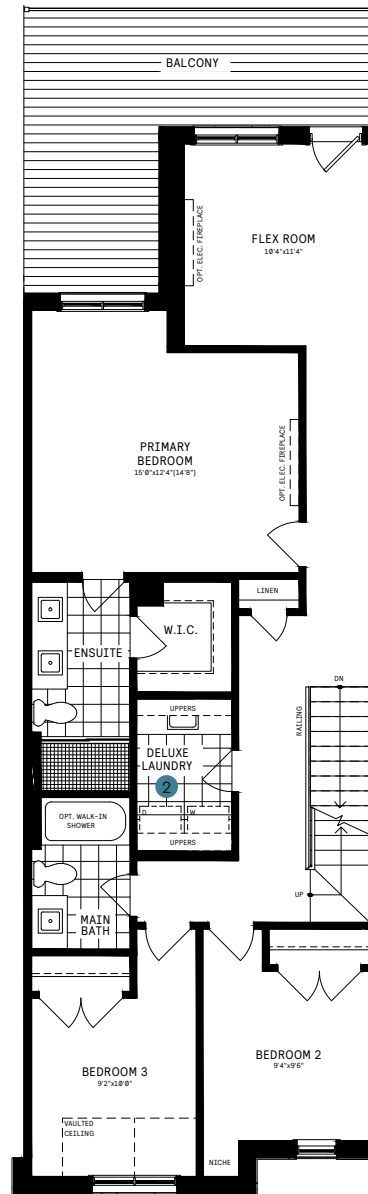 BALCONY
OPT. ELEC. FIREPLACE
FLEX ROOM
10'4"x11'4"
PRIMARY
BEDROOM
15'0"x12'4"(14'8")
OPT. ELEC. FIREPLACE
LINEN
W.I.C.
ENSUITE
DN
RAILING
UPPERS
DELUXE
LAUNDRY
2
D
W
UPPERS
OPT. WALK-IN
SHOWER
UP
MAIN
BATH
BEDROOM 2
9'4"x9'6"
BEDROOM 3
9'2"x10'0"
VAULTED
CEILING
NICHE